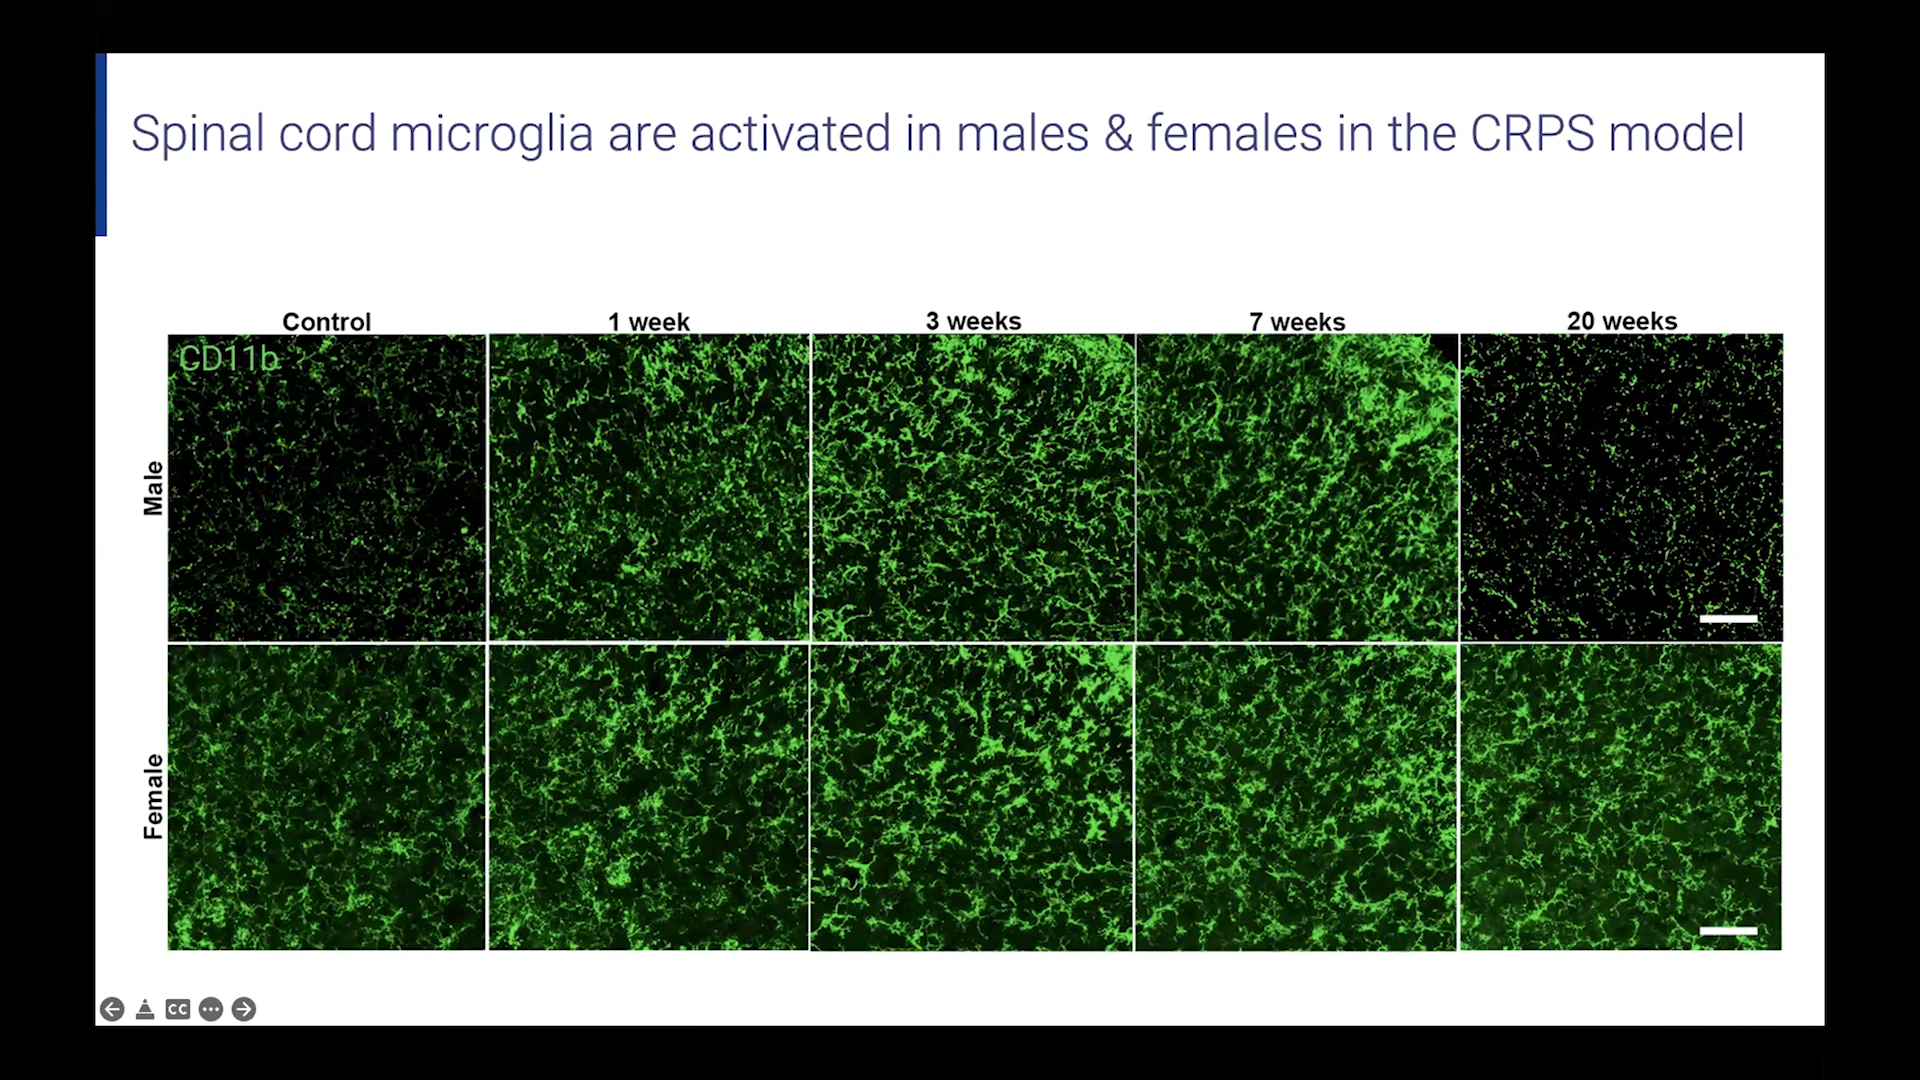 Spinal cord microglia are activated in males & females in the CRPS model
Control 1 week 3 weeks 7 weeks 20 weeks
CD11b
Male
Female
CC